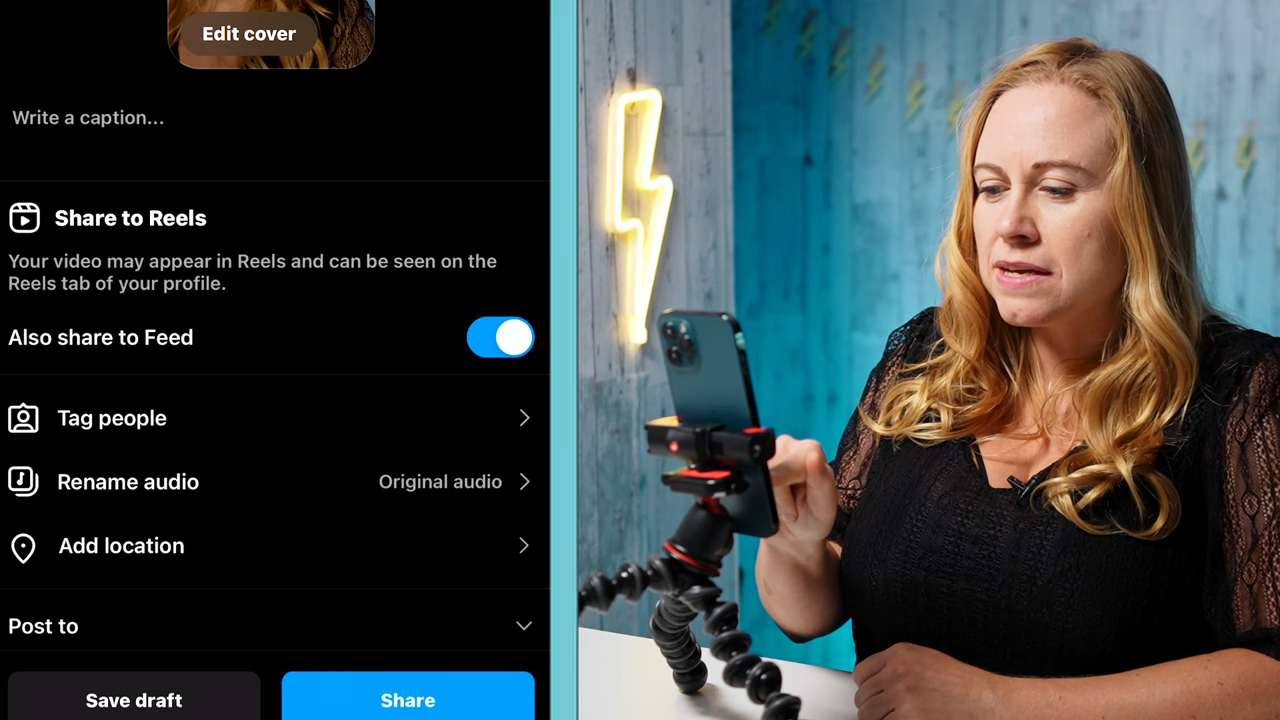 Edit cover
Write a caption...
Share to Reels
Your video may appear in Reels and can be seen on the
Reels tab of your profile.
Also share to Feed
Tag people
Rename audio
Original audio
Add location
Post to
Save draft
Share